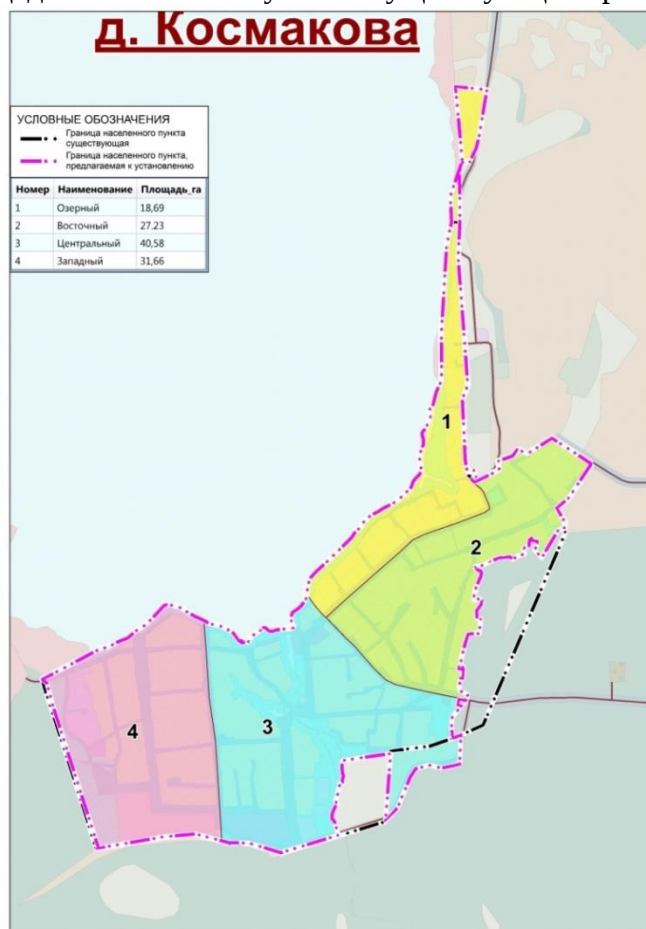 д. Космакова
УСЛОВНЫЕ ОБОЗНАЧЕНИЯ
Граница населенного пункта
существующая
Граница населенного пункта,
предлагаемая к установлению
Номер Наименование Площадь_га
1 Озерный 18,69
2 Восточный 27.23
3 Центральный 40,58
4 Западный 31,66
1
2
3
4